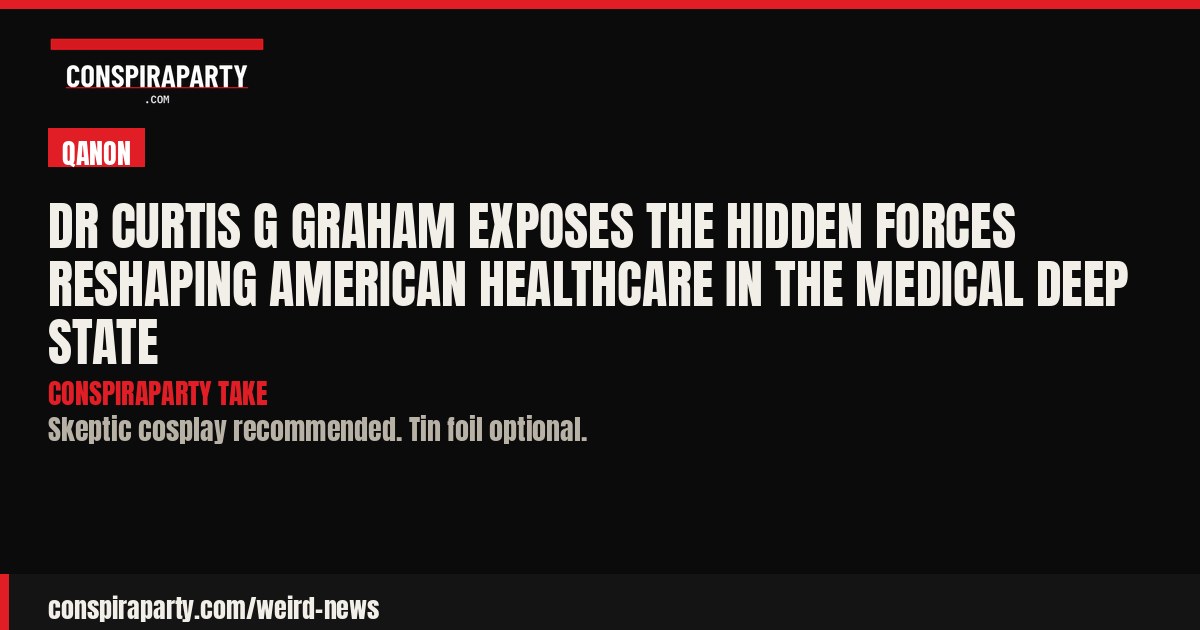 CONSPIRAPARTY
.COM
QANON
DR CURTIS G GRAHAM EXPOSES THE HIDDEN FORCES
RESHAPING AMERICAN HEALTHCARE IN THE MEDICAL DEEP
STATE
CONSPIRAPARTY TAKE
Skeptic cosplay recommended. Tin foil optional.
conspiraparty.com/weird-news